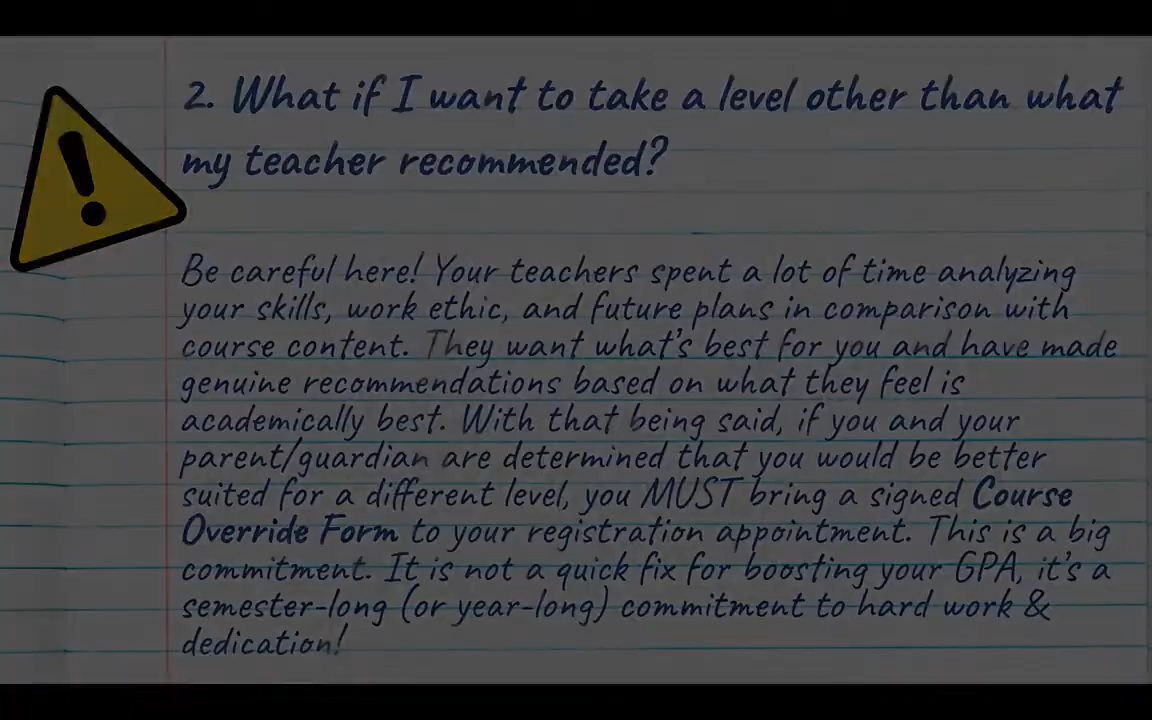 2. What if I want to take a level other than what
my teacher recommended?
Be careful here! Your teachers spent a lot of time analyzing
your skills, work ethic, and future plans in comparison with
course content. They want what's best for you and have made
genuine recommendations based on what they feel is
academically best. With that being said, if you and your
parent/guardian are determined that you would be better
suited for a different level, you MUST bring a signed Course
Override Form to your registration appointment. This is a big
commitment. It is not a quick fix for boosting your GPA, it's a
semester-long (or year-long) commitment to hard work &
dedication!